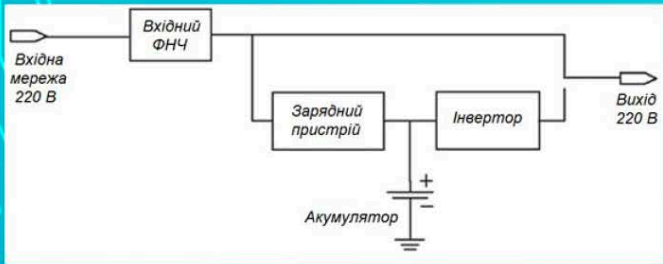 Вхідна
мережа
220 В
Вхідний
ФНЧ
Зарядний
пристрій
Інвертор
Вихід
220 В
Акумулятор
+
−